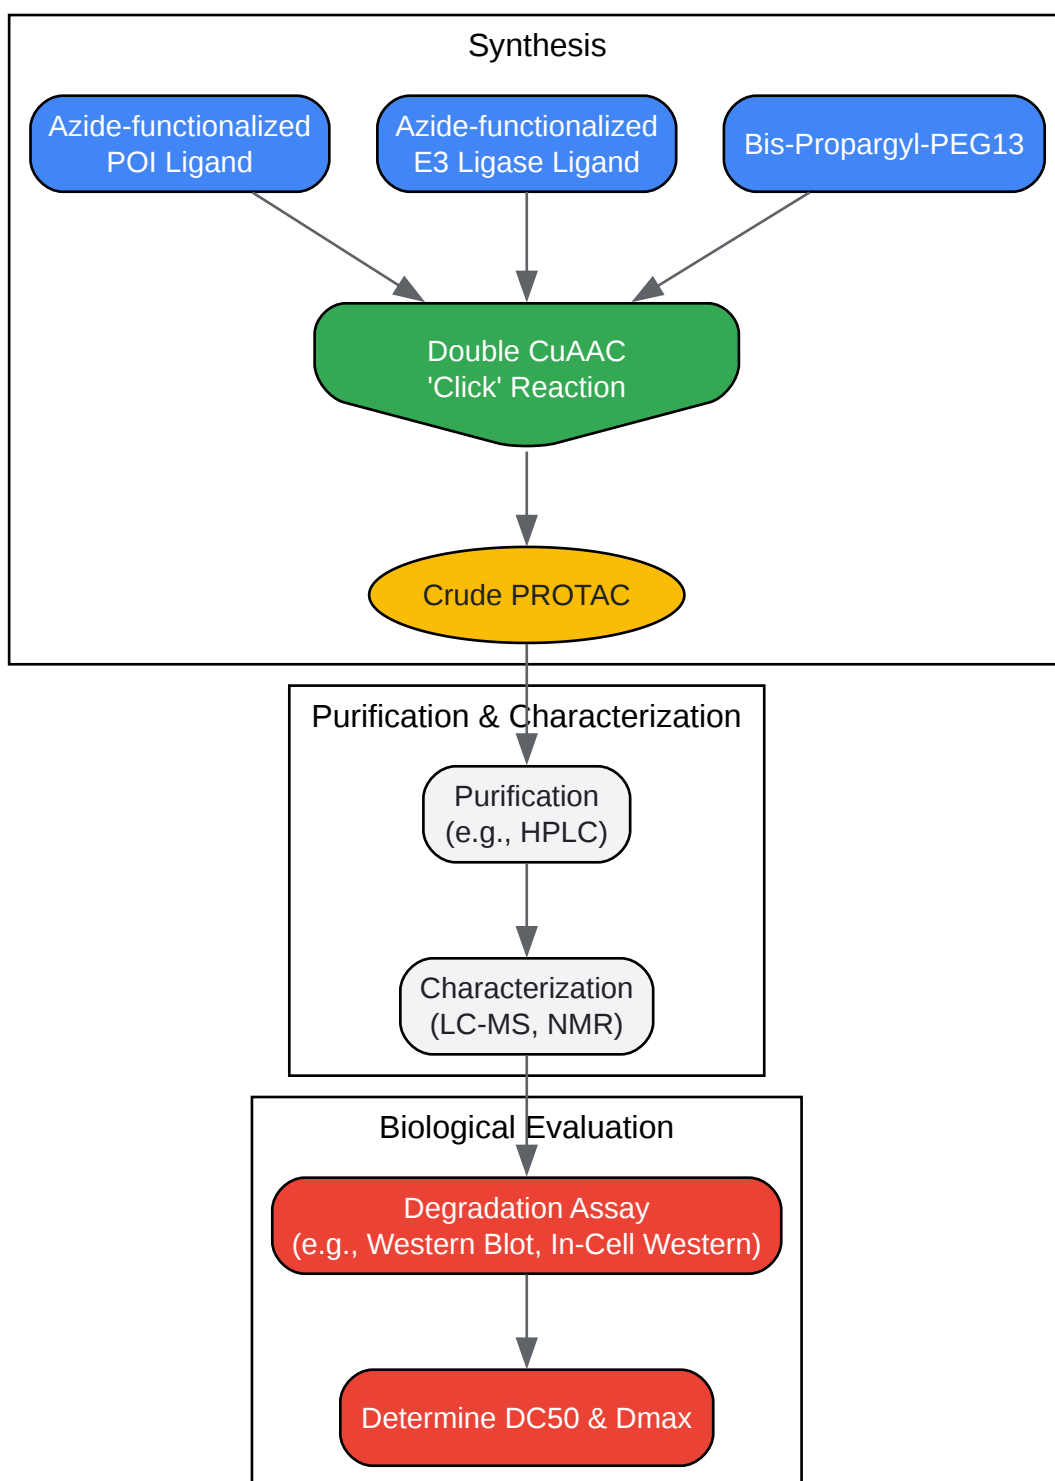 Synthesis
Azide-functionalized
POI Ligand
Azide-functionalized
E3 Ligase Ligand
Bis-Propargyl-PEG13
Double CuAAC
'Click' Reaction
Crude PROTAC
Purification & Characterization
Purification
(e.g., HPLC)
Characterization
(LC-MS, NMR)
Biological Evaluation
Degradation Assay
(e.g., Western Blot, In-Cell Western)
Determine DC50 & Dmax